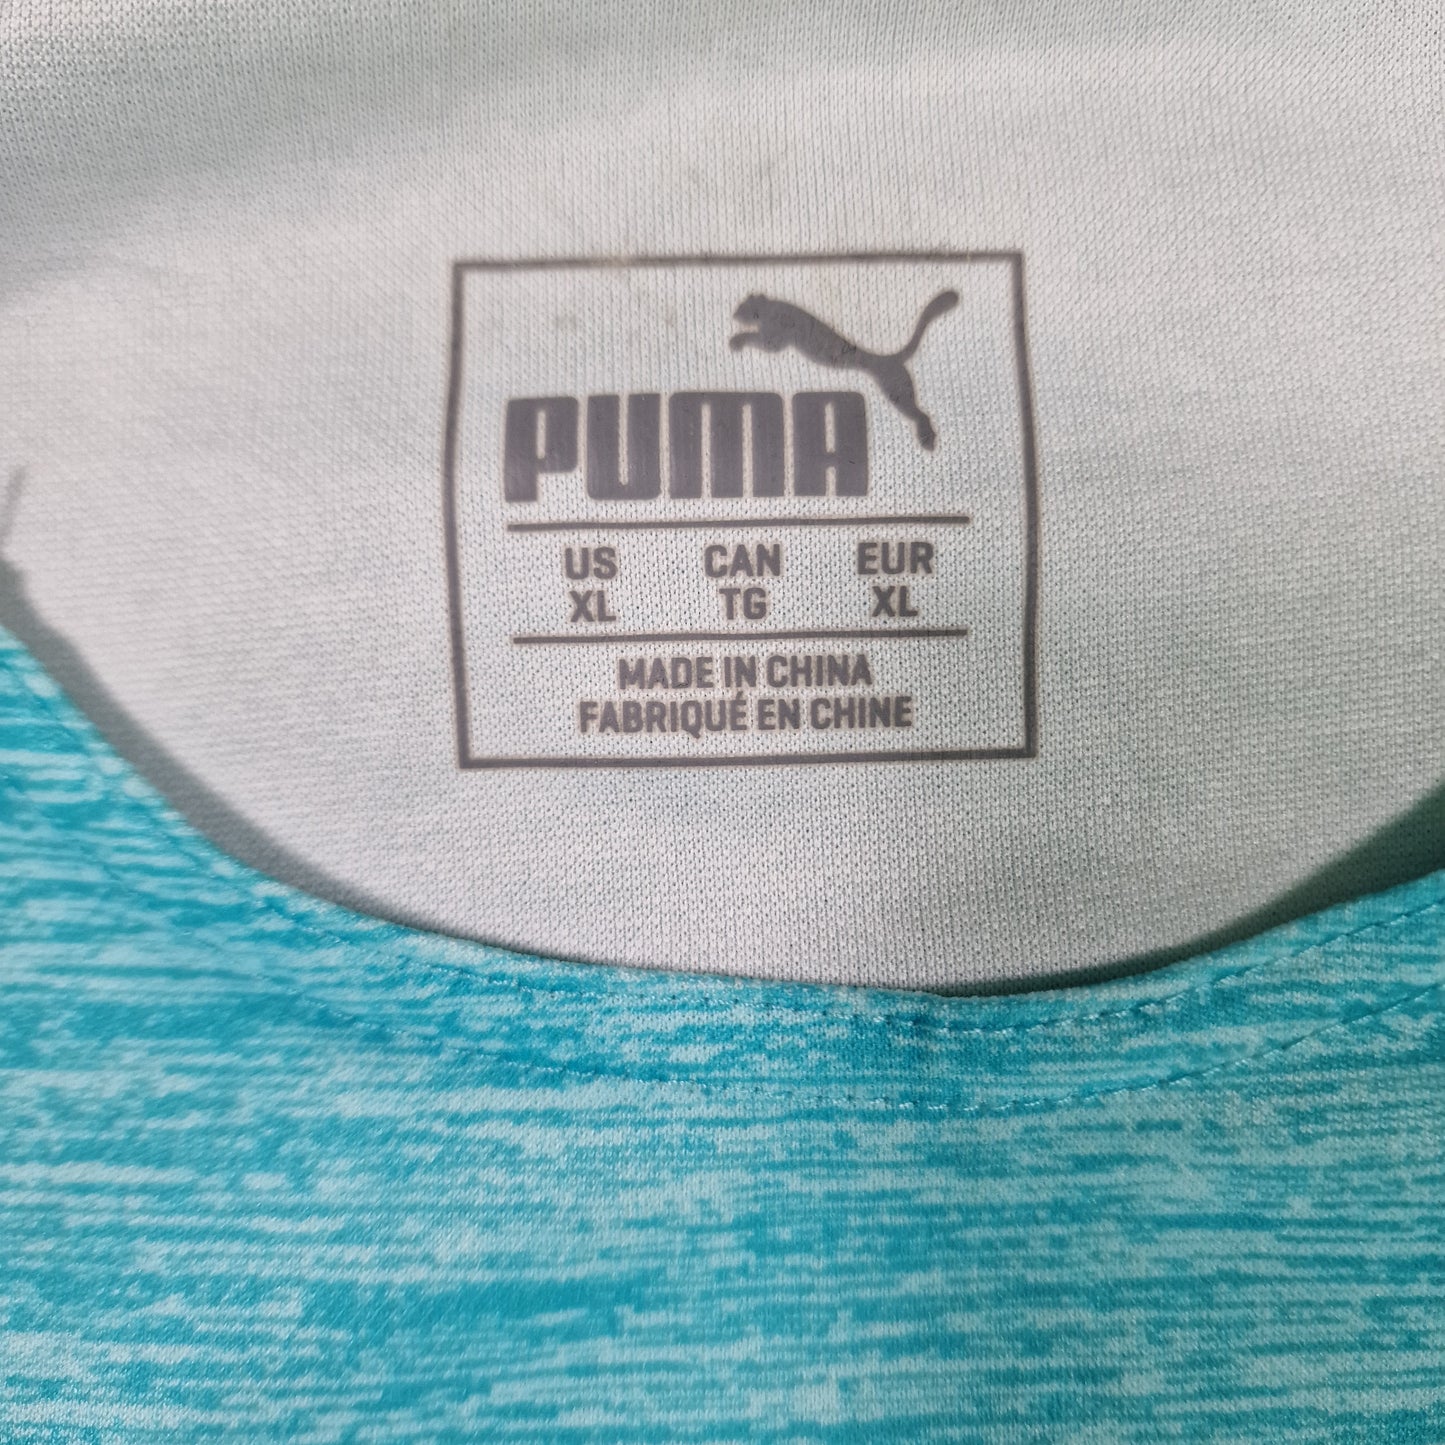 PUMA
US CAN EUR
XL TG XL
MADE IN CHINA
FABRIQUÉ EN CHINE